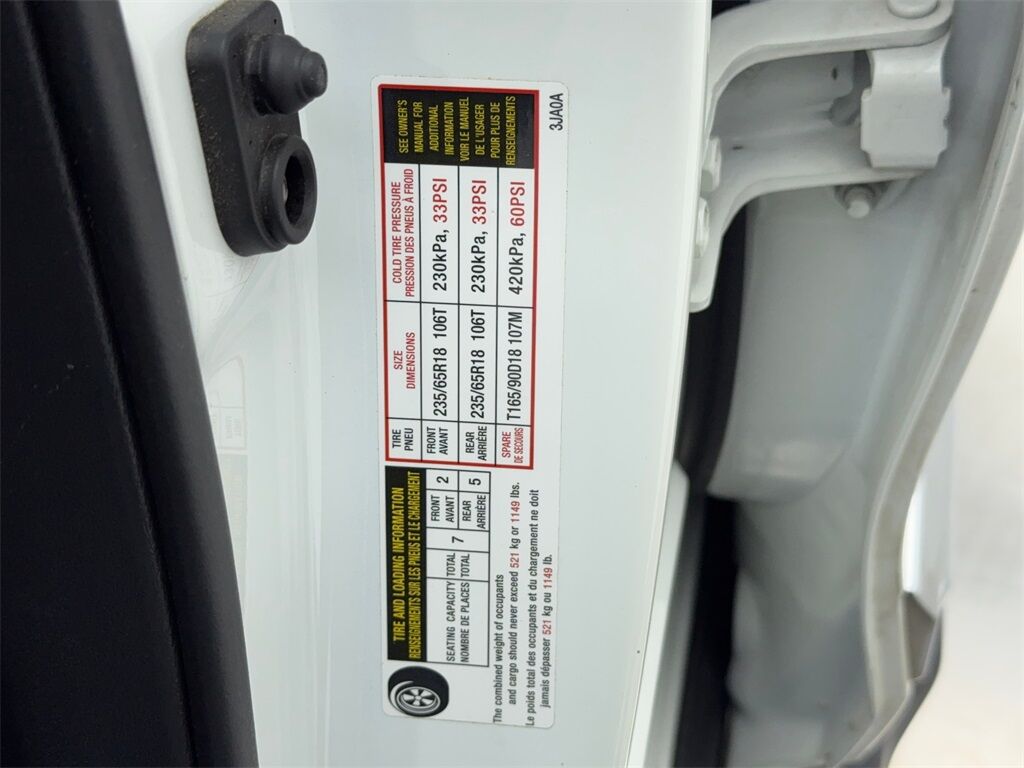 TIRE AND LOADING INFORMATION
RENSEIGNEMENTS SUR LES PNEUS ET LE CHARGEMENT
SEATING CAPACITY
NOMBRE DE PLACES
TOTAL
TOTAL
7
FRONT
AVANT
2
REAR
ARRIÈRE
5
The combined weight of occupants
and cargo should never exceed 521 kg or 1149 lbs.
Le poids total des occupants et du chargement ne doit
jamais dépasser 521 kg ou 1149 lb.
TIRE
PNEU
SIZE
DIMENSIONS
COLD TIRE PRESSURE
PRESSION DES PNEUS À FROID
FRONT
AVANT
235/65R18 106T
230kPa, 33PSI
REAR
ARRIÈRE
235/65R18 106T
230kPa, 33PSI
SPARE
DE SECOURS
T165/90D18 107M
420kPa, 60PSI
SEE OWNER'S
MANUAL FOR
ADDITIONAL
INFORMATION
VOIR LE MANUEL
DE L'USAGER
POUR PLUS DE
RENSEIGNEMENTS
3JA0A